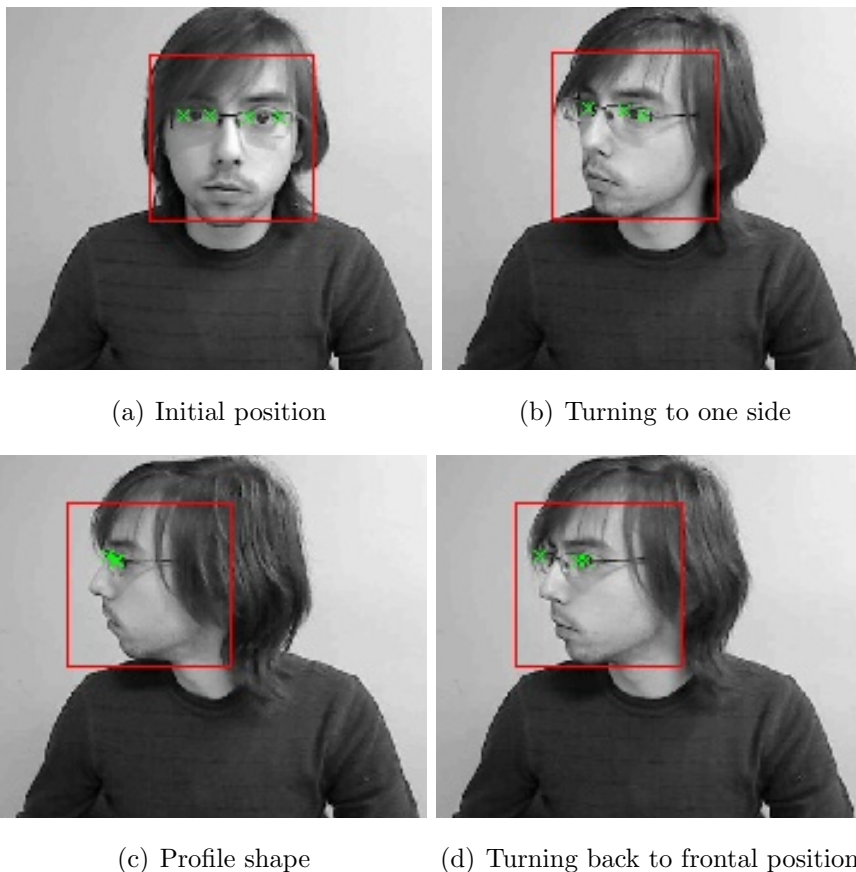 (a) Initial position
(b) Turning to one side
(c) Profile shape
(d) Turning back to frontal position